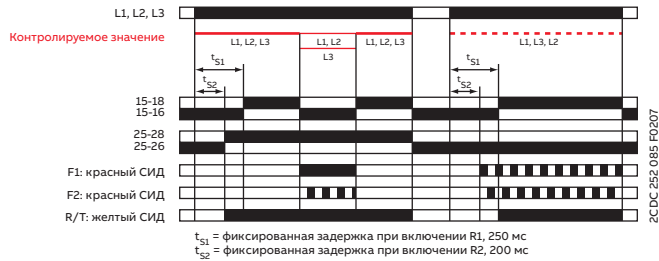 L1, L2, L3
Контролируемое значение
L1, L2, L3
L1, L2
L3
L1, L2, L3
L1, L3, L2
tS1
tS2
tS1
tS2
15-18
15-16
25-28
25-26
F1: красный СИД
F2: красный СИД
R/T: желтый СИД
tS1 = фиксированная задержка при включении R1, 250 мс
tS2 = фиксированная задержка при включении R2, 200 мс
2CDC 252 085 F0207